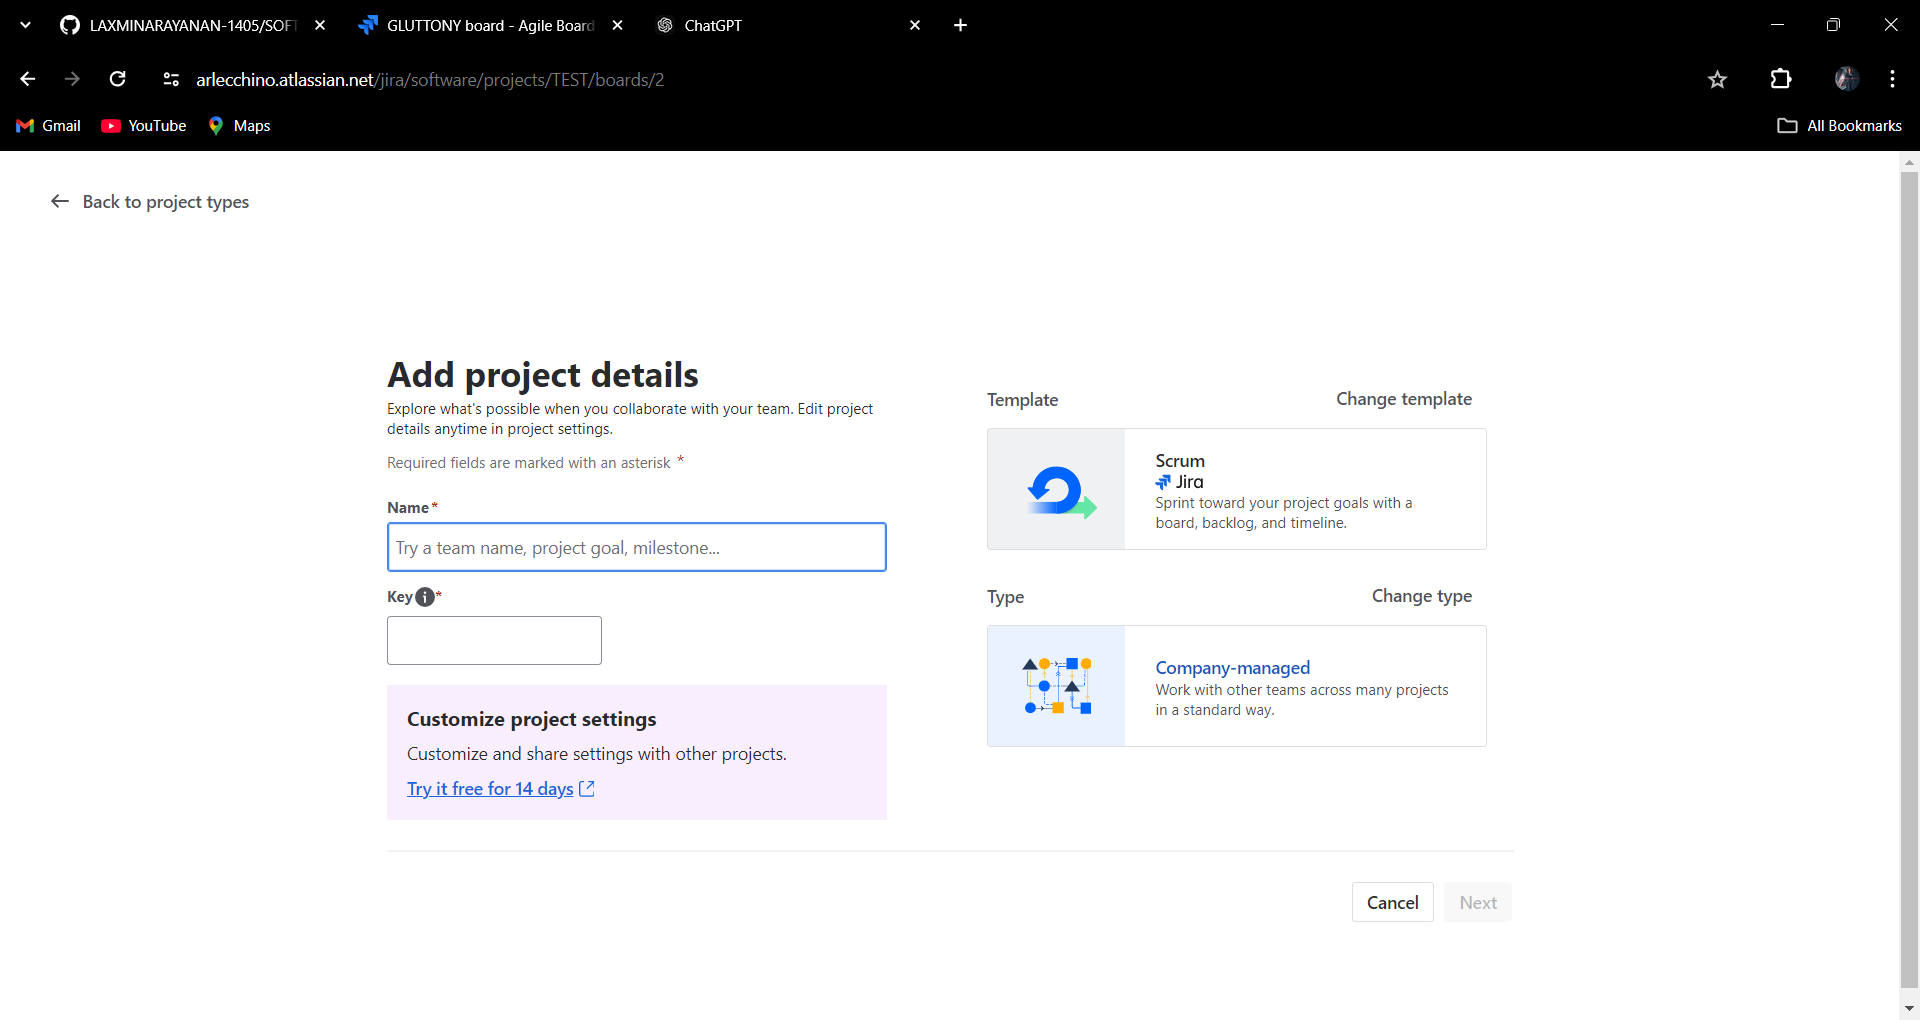 LAXMINARAYANAN-1405/SOFT
GLUTTONY board - Agile Board
ChatGPT
arlecchino.atlassian.net/jira/software/projects/TEST/boards/2
Gmail
YouTube
Maps
All Bookmarks
Back to project types
Add project details
Explore what's possible when you collaborate with your team. Edit project
details anytime in project settings.
Required fields are marked with an asterisk *
Name*
Try a team name, project goal, milestone...
Key*
Customize project settings
Customize and share settings with other projects.
Try it free for 14 days
Template
Change template
Scrum
Jira
Sprint toward your project goals with a
board, backlog, and timeline.
Type
Change type
Company-managed
Work with other teams across many projects
in a standard way.
Cancel
Next